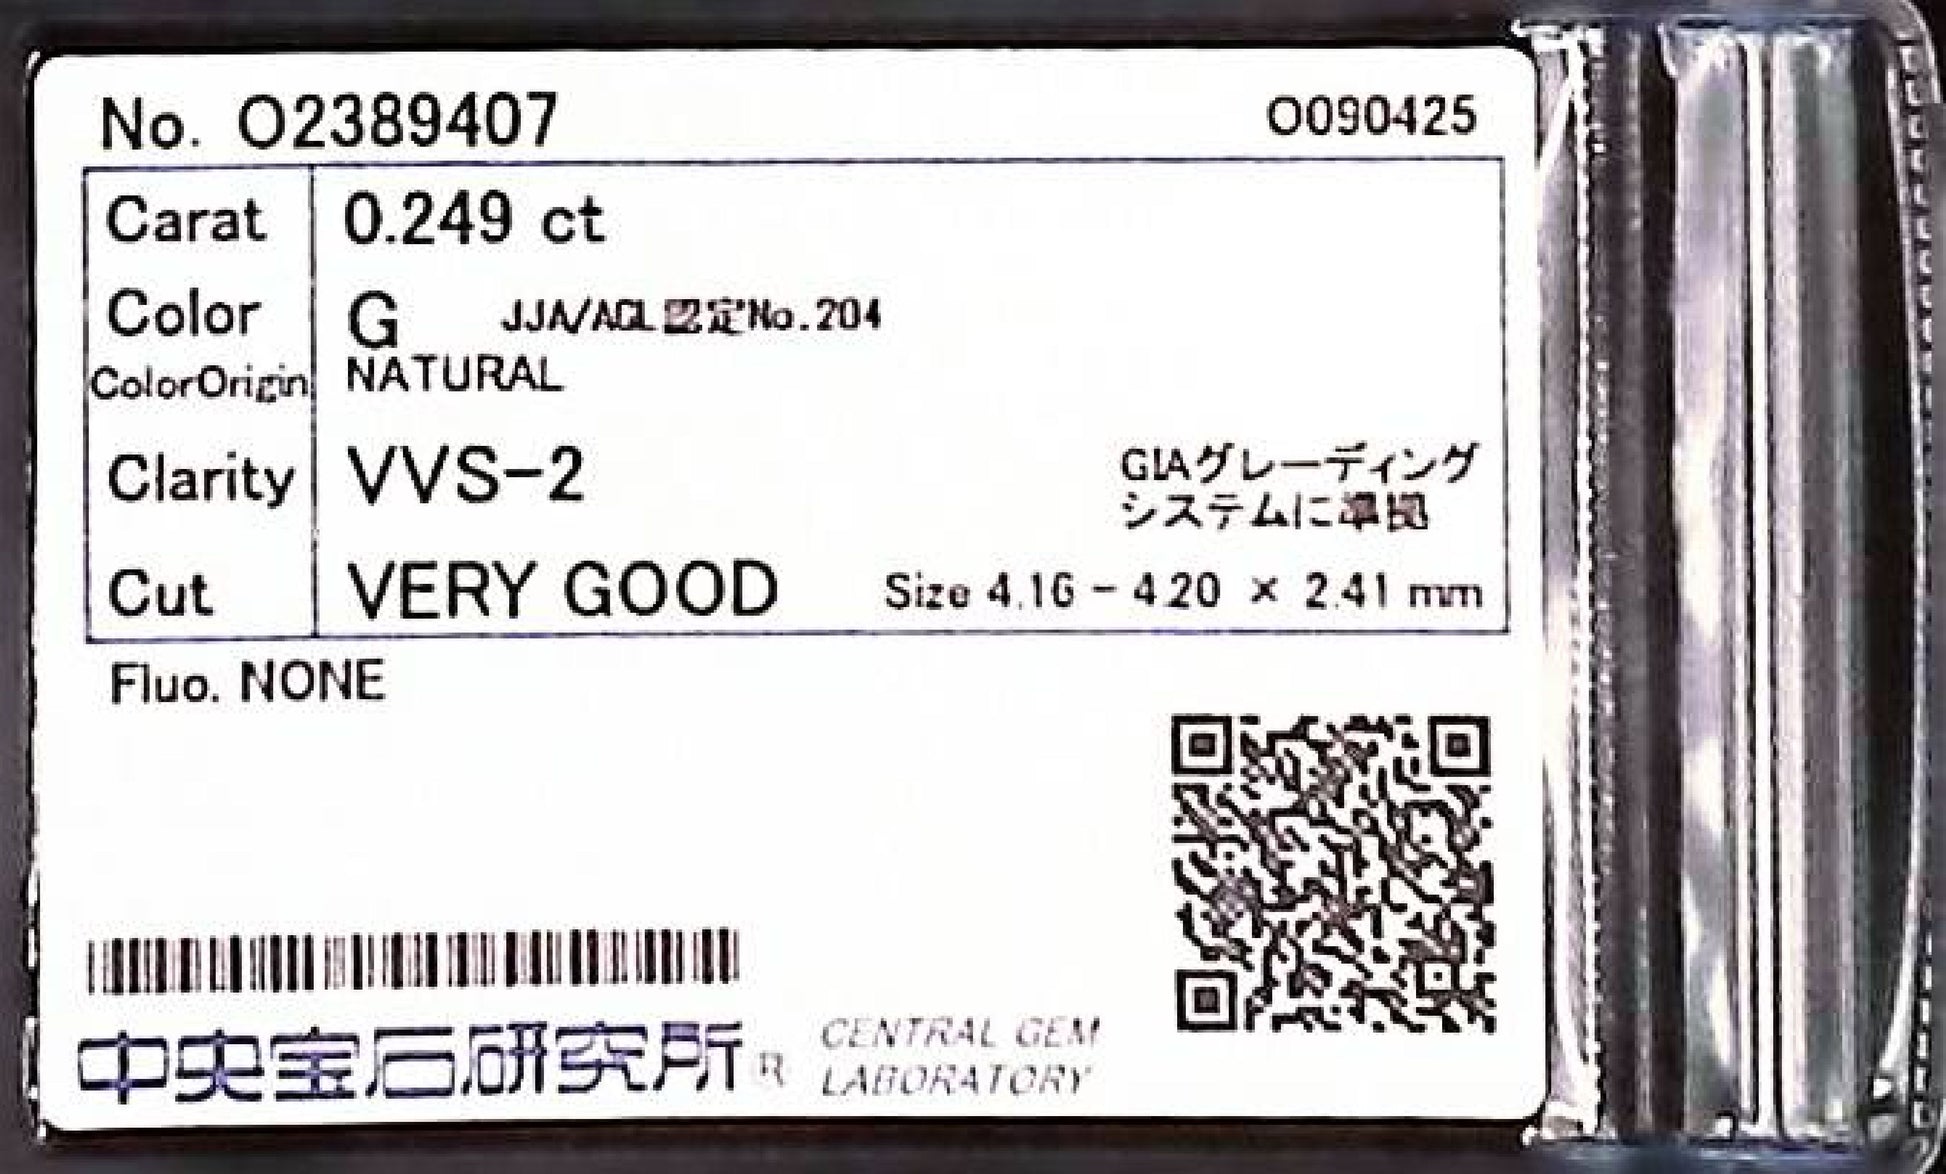 No. O2389407 O090425
Carat 0.249 ct
Color G JJA/AGL認定No.204
ColorOrigin NATURAL
Clarity VVS-2
GIAグレーディング
システムに準拠
Cut VERY GOOD Size 4.16 - 4.20 × 2.41 mm
Fluo. NONE
中央宝石研究所® CENTRAL GEM
LABORATORY